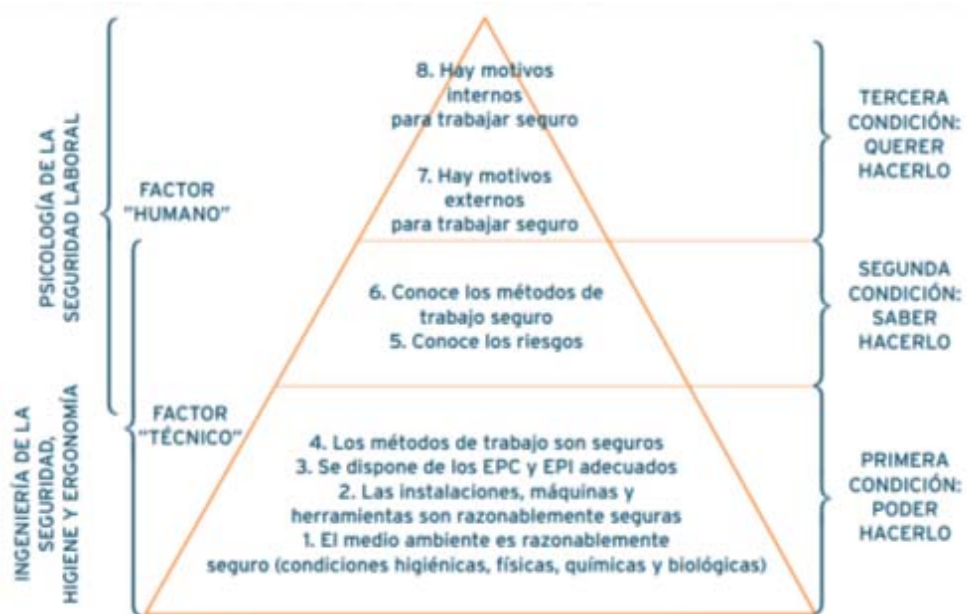 8. Hay motivos
internos
para trabajar seguro
7. Hay motivos
externos
para trabajar seguro
6. Conoce los métodos de
trabajo seguro
5. Conoce los riesgos
4. Los métodos de trabajo son seguros
3. Se dispone de los EPC y EPI adecuados
2. Las instalaciones, máquinas y
herramientas son razonablemente seguras
1. El medio ambiente es razonablemente
seguro (condiciones higiénicas, físicas, químicas y biológicas)
PSICOLOGÍA DE LA
SEGURIDAD LABORAL
FACTOR
"HUMANO"
INGENIERÍA DE LA
SEGURIDAD,
HIGIENE Y ERGONOMÍA
FACTOR
"TÉCNICO"
TERCERA
CONDICIÓN:
QUERER
HACERLO
SEGUNDA
CONDICIÓN:
SABER
HACERLO
PRIMERA
CONDICIÓN:
PODER
HACERLO